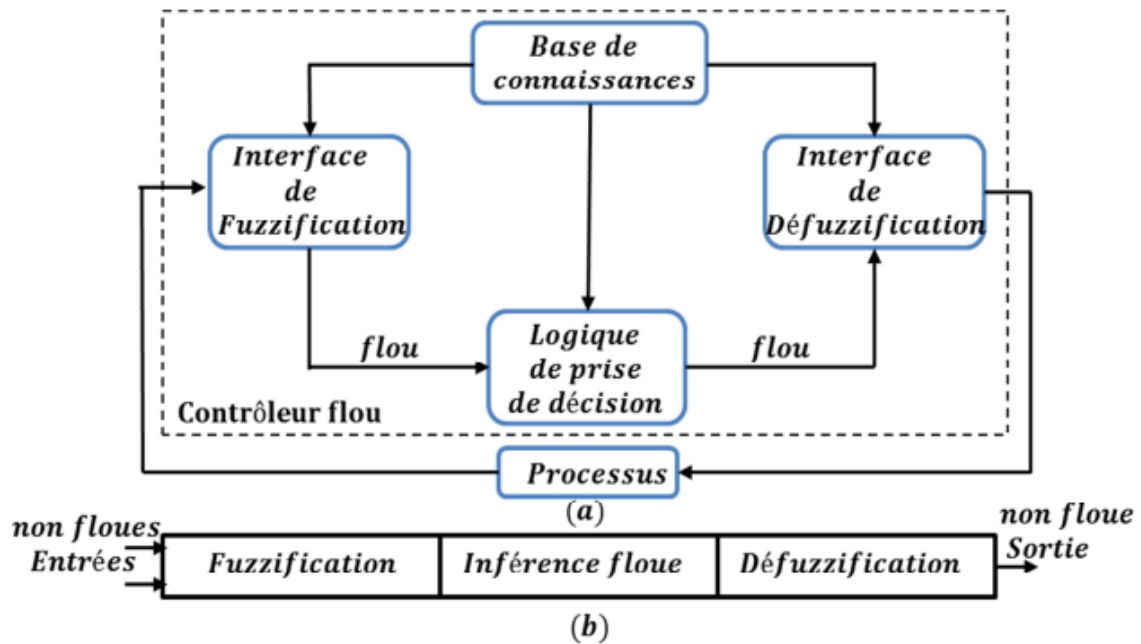 Base de
connaissances
Interface
de
Fuzzification
Interface
de
Défuzzification
flou
Logique
de prise
de décision
flou
Contrôleur flou
Processus
(a)
non floues
Entrées
Fuzzification
Inférence floue
Défuzzification
non floue
Sortie
(b)